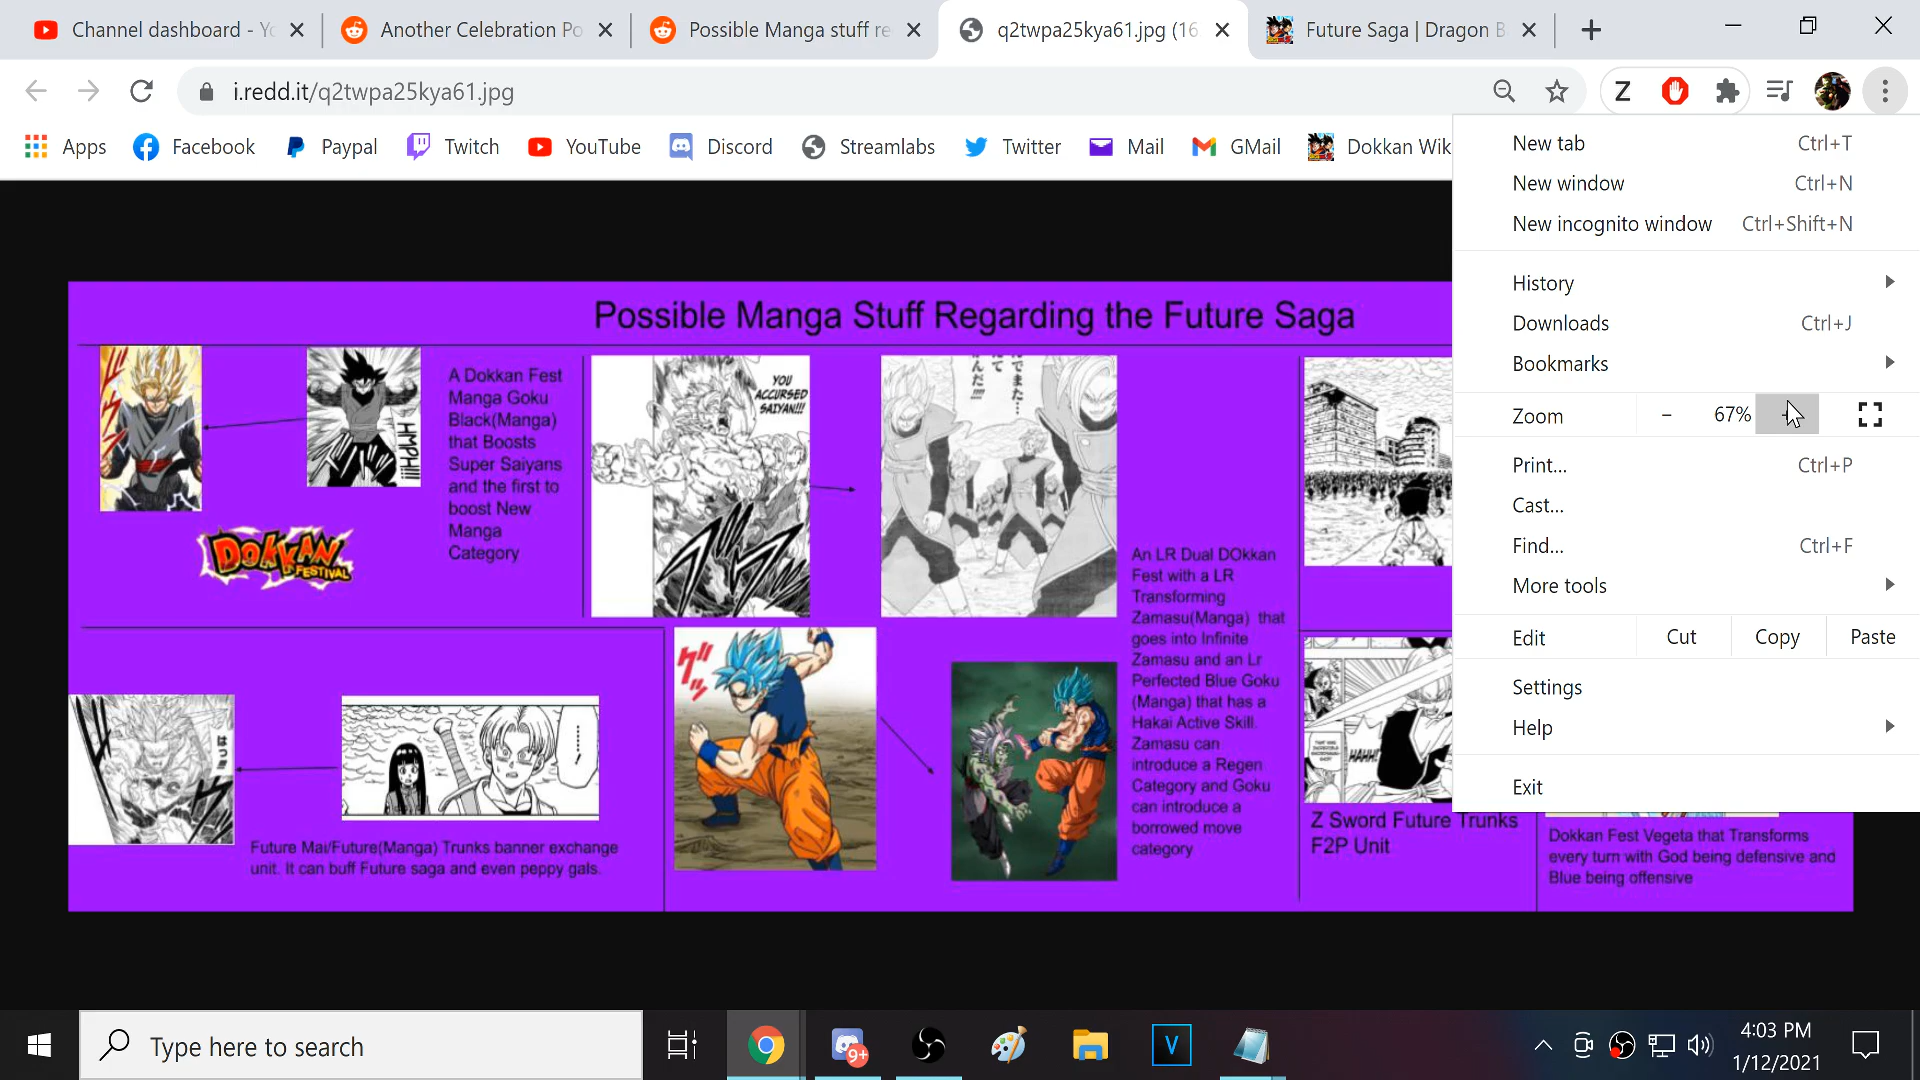 Channel dashboard - Yo
Another Celebration Po
Possible Manga stuff re
q2twpa25kya61.jpg (16
Future Saga | Dragon B
i.redd.it/q2twpa25kya61.jpg
Z
Apps
Facebook
Paypal
Twitch
YouTube
Discord
Streamlabs
Twitter
Mail
GMail
Dokkan Wik
New tab Ctrl+T
New window Ctrl+N
New incognito window Ctrl+Shift+N
History
Downloads Ctrl+J
Bookmarks
Zoom − 67% +
Print... Ctrl+P
Cast...
Find... Ctrl+F
More tools
Edit Cut Copy Paste
Settings
Help
Exit
Possible Manga Stuff Regarding the Future Saga
HMPH!!!
A Dokkan Fest
Manga Goku
Black(Manga)
that Boosts
Super Saiyans
and the first to
boost New
Manga
Category
DOKKAN
FESTIVAL
YOU
ACCURSED
SAIYAN!!!
An LR Dual DOkkan
Fest with a LR
Transforming
Zamasu(Manga) that
goes into Infinite
Zamasu and an Lr
Perfected Blue Goku
(Manga) that has a
Hakai Active Skill.
Zamasu can
introduce a Regen
Category and Goku
can introduce a
borrowed move
category
Future Mai/Future(Manga) Trunks banner exchange
unit. It can buff Future saga and even peppy gals.
HAHH!
Z Sword Future Trunks
F2P Unit
Dokkan Fest Vegeta that Transforms
every turn with God being defensive and
Blue being offensive
Type here to search
9+
V
4:03 PM
1/12/2021